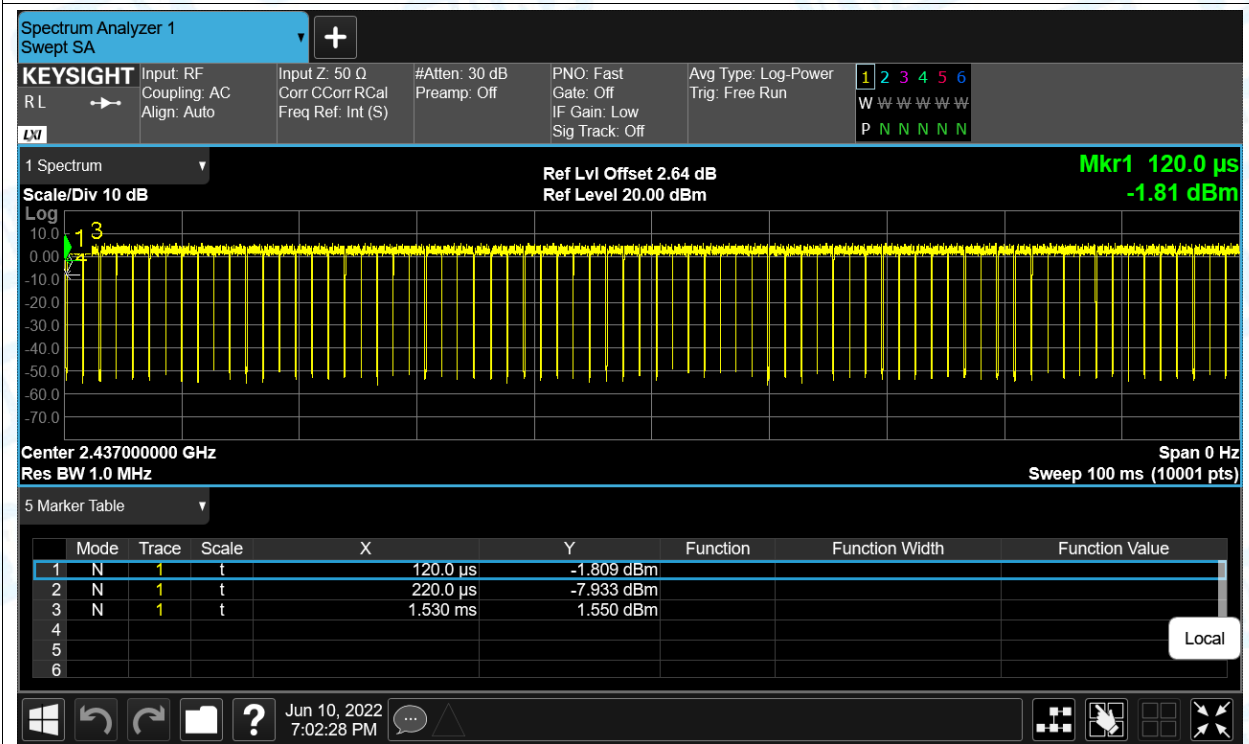 Spectrum Analyzer 1
Swept SA
+
KEYSIGHT
R L
LXI
Input: RF
Coupling: AC
Align: Auto
Input Z: 50 Ω
Corr CCorr RCal
Freq Ref: Int (S)
#Atten: 30 dB
Preamp: Off
PNO: Fast
Gate: Off
IF Gain: Low
Sig Track: Off
Avg Type: Log-Power
Trig: Free Run
1 2 3 4 5 6
W W W W W W
P N N N N N
1 Spectrum
Scale/Div 10 dB
Ref Lvl Offset 2.64 dB
Ref Level 20.00 dBm
Mkr1 120.0 µs
-1.81 dBm
Log
10.0
0.00
-10.0
-20.0
-30.0
-40.0
-50.0
-60.0
-70.0
1 3
Center 2.437000000 GHz
Res BW 1.0 MHz
Span 0 Hz
Sweep 100 ms (10001 pts)
5 Marker Table
Mode Trace Scale X Y Function Function Width Function Value
1 N 1 t 120.0 µs -1.809 dBm
2 N 1 t 220.0 µs -7.933 dBm
3 N 1 t 1.530 ms 1.550 dBm
4
5
6
Local
?
Jun 10, 2022
7:02:28 PM